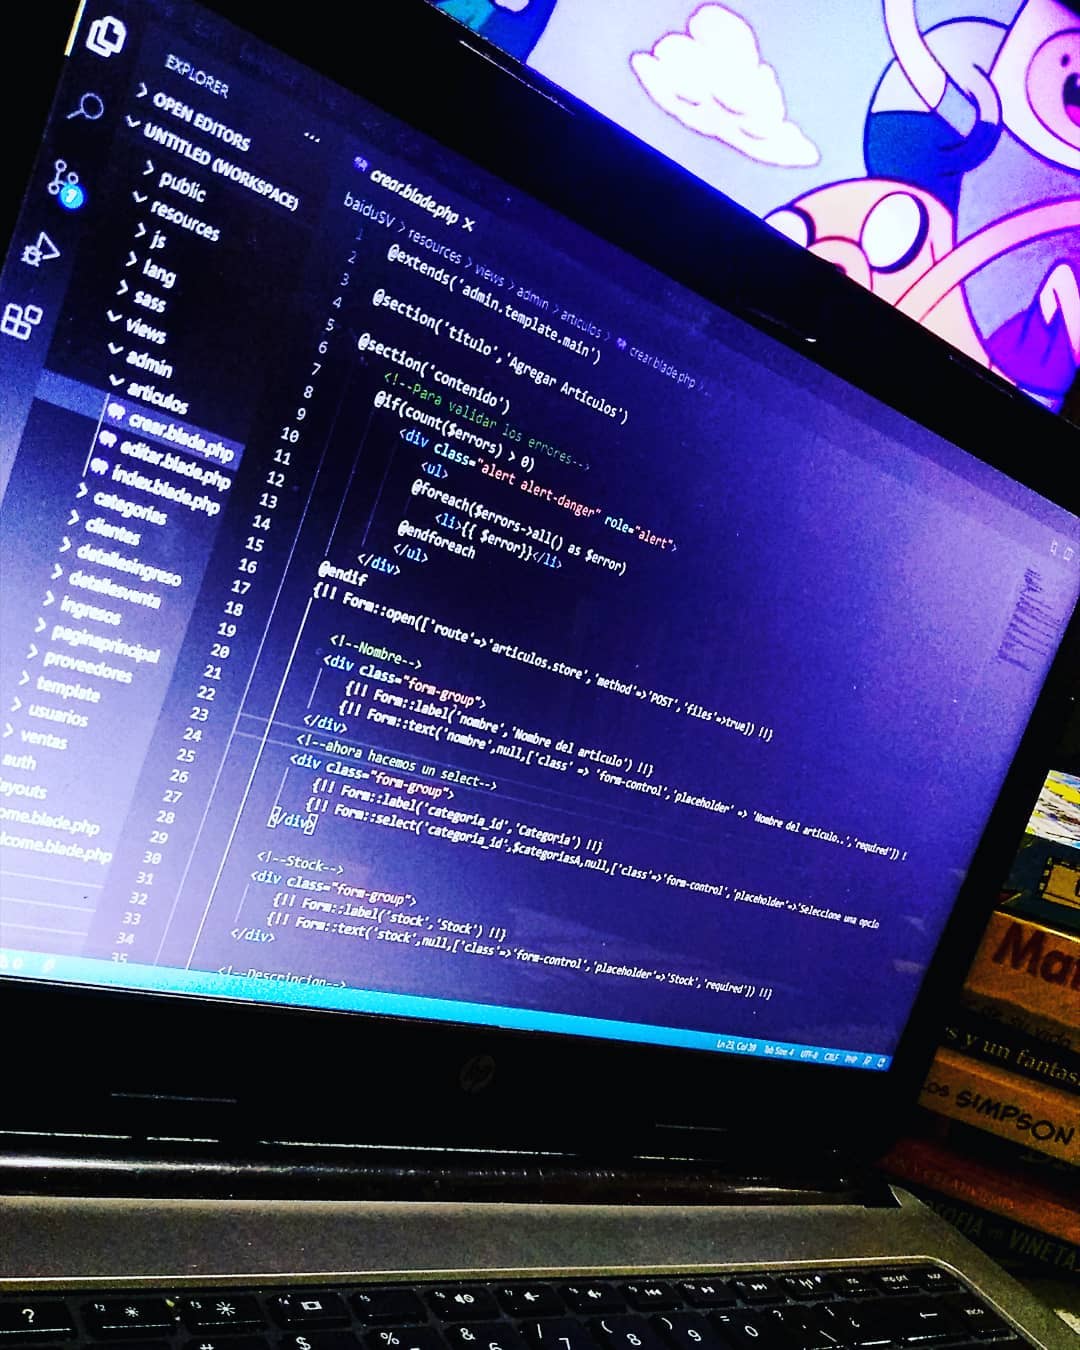 EXPLORER
OPEN EDITORS
UNTITLED (WORKSPACE)
public
resources
js
lang
sass
views
admin
articulos
crear.blade.php
editar.blade.php
index.blade.php
categorias
clientes
detallesingreso
detallesventa
ingresos
paginaprincipal
proveedores
template
usuarios
ventas
auth
ayouts
ome.blade.php
lcome.blade.php
1
...
crear.blade.php ×
baiduSV > resources > views > admin > articulos > crear.blade.php > ...
1 @extends('admin.template.main')
2
3 @section('titulo','Agregar Artículos')
4
5 @section('contenido')
6 <!--Para validar los errores-->
7 @if(count($errors) > 0)
8 <div class="alert alert-danger" role="alert">
9 <ul>
10 @foreach($errors->all() as $error)
11 <li>{{ $error}}</li>
12 @endforeach
13 </ul>
14 </div>
15 @endif
16 {!! Form::open(['route'=>'articulos.store','method'=>'POST','files'=>true]) !!}
17
18 <!--Nombre-->
19 <div class="form-group">
20 {!! Form::label('nombre','Nombre del articulo') !!}
21 {!! Form::text('nombre',null,['class' => 'form-control','placeholder' => 'Nombre del articulo..','required']) !
22 </div>
23 <!--ahora hacemos un select-->
24 <div class="form-group">
25 {!! Form::label('categoria_id','Categoria') !!}
26 {!! Form::select('categoria_id',$categoriasA,null,['class'=>'form-control','placeholder'=>'Seleccione una opcio
27 </div>
28
29 <!--Stock-->
30 <div class="form-group">
31 {!! Form::label('stock','Stock') !!}
32 {!! Form::text('stock',null,['class'=>'form-control','placeholder'=>'Stock','required']) !!}
33 </div>
34
35 <!--Descripcion-->
Ln 23, Col 39 Tab Size: 4 UTF-8 CRLF PHP
hp
Ma
s y un fantas
os SIMPSON
OFÍA en VIÑETA